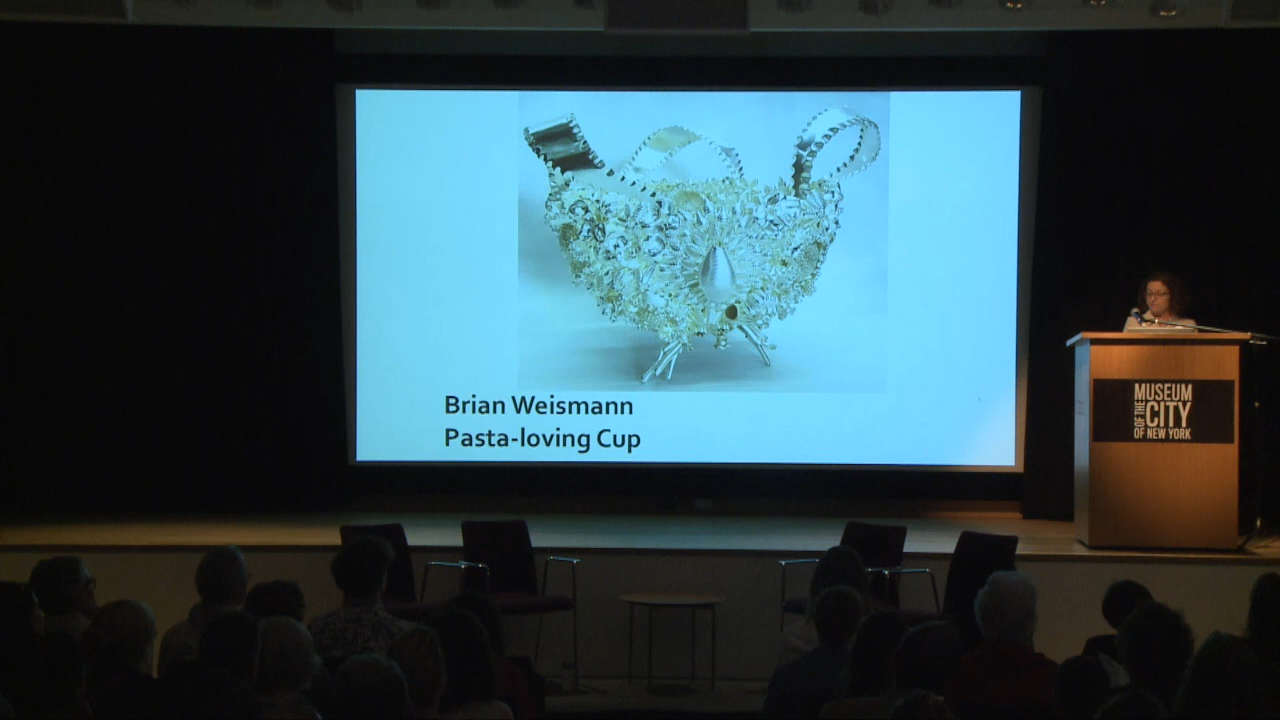 Brian Weismann
Pasta-loving Cup
MUSEUM
OF THE
CITY
OF NEW YORK